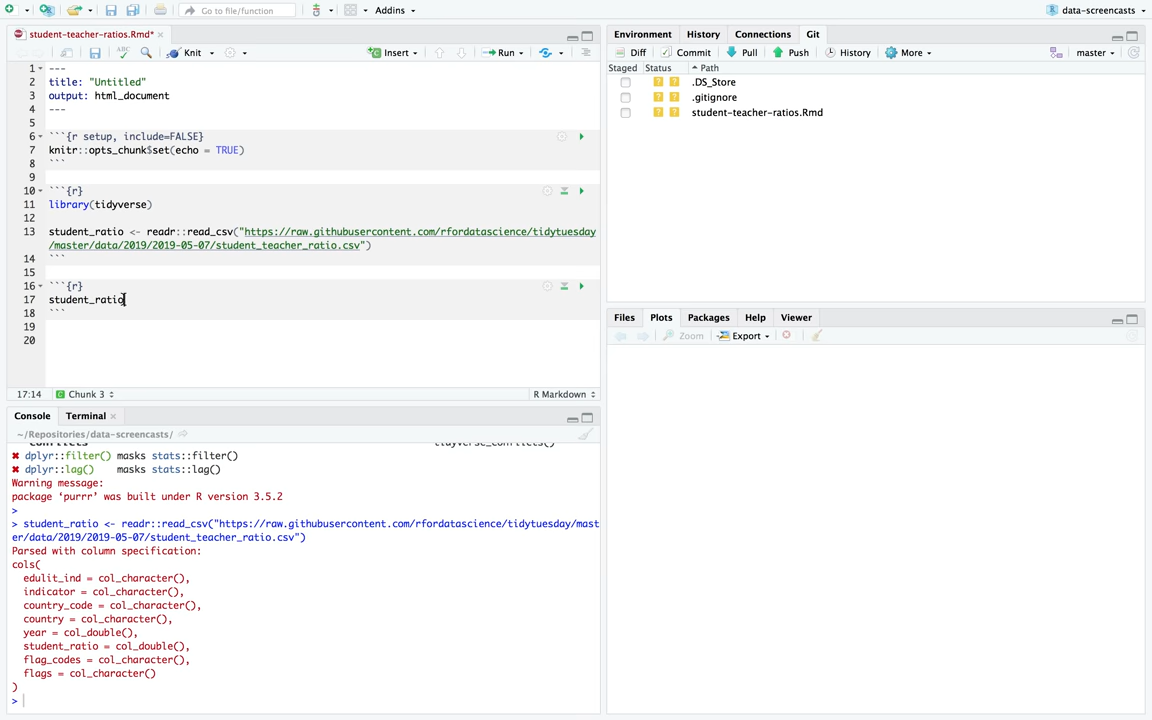 Go to file/function
Addins
data-screencasts
student-teacher-ratios.Rmd*
ABC
Knit
Insert
Run
1 ---
2 title: "Untitled"
3 output: html_document
4 ---
5
6 ```{r setup, include=FALSE}
7 knitr::opts_chunk$set(echo = TRUE)
8 ```
9
10 ```{r}
11 library(tidyverse)
12
13 student_ratio <- readr::read_csv("https://raw.githubusercontent.com/rfordatascience/tidytuesday
/master/data/2019/2019-05-07/student_teacher_ratio.csv")
14 ```
15
16 ```{r}
17 student_ratio
18 ```
19
20
17:14 Chunk 3 R Markdown
Console Terminal
~/Repositories/data-screencasts/
✖ dplyr::filter() masks stats::filter()
✖ dplyr::lag() masks stats::lag()
Warning message:
package ‘purrr’ was built under R version 3.5.2
>
> student_ratio <- readr::read_csv("https://raw.githubusercontent.com/rfordatascience/tidytuesday/mast
er/data/2019/2019-05-07/student_teacher_ratio.csv")
Parsed with column specification:
cols(
edulit_ind = col_character(),
indicator = col_character(),
country_code = col_character(),
country = col_character(),
year = col_double(),
student_ratio = col_double(),
flag_codes = col_character(),
flags = col_character()
)
>
Environment History Connections Git
Diff Commit Pull Push History More master
Staged Status Path
? ? .DS_Store
? ? .gitignore
? ? student-teacher-ratios.Rmd
Files Plots Packages Help Viewer
Zoom Export